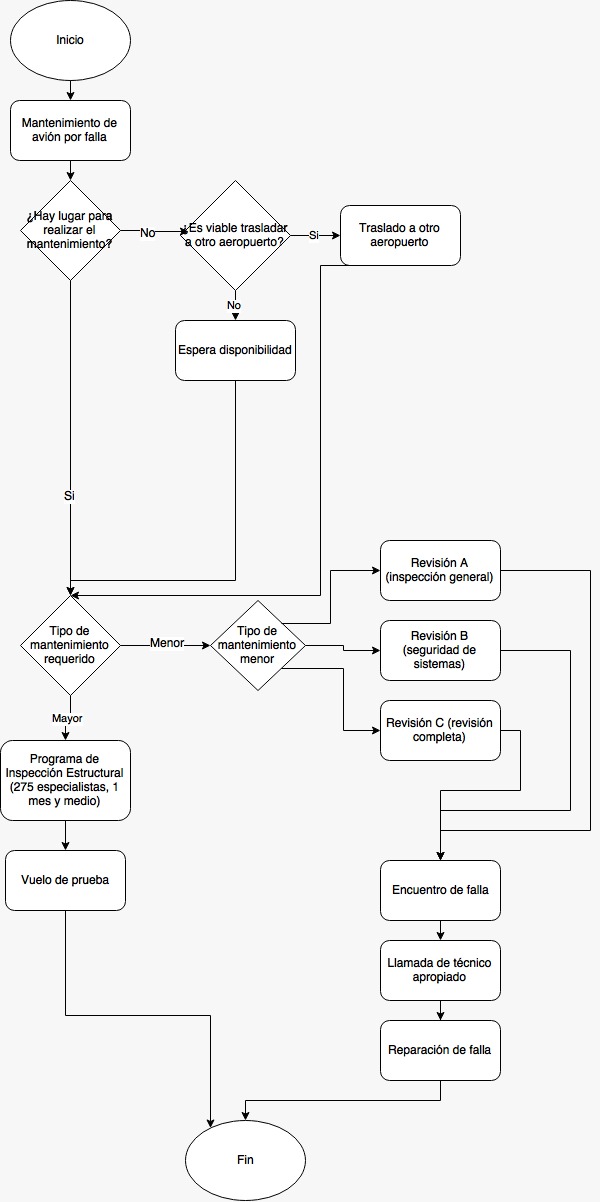 Inicio
Mantenimiento de
avión por falla
¿Hay lugar para
realizar el
mantenimiento?
No
¿Es viable trasladar
a otro aeropuerto?
Si
Traslado a otro
aeropuerto
No
Espera disponibilidad
Si
Tipo de
mantenimiento
requerido
Menor
Tipo de
mantenimiento
menor
Revisión A
(inspección general)
Revisión B
(seguridad de
sistemas)
Revisión C (revisión
completa)
Mayor
Programa de
Inspección Estructural
(275 especialistas, 1
mes y medio)
Vuelo de prueba
Encuentro de falla
Llamada de técnico
apropiado
Reparación de falla
Fin